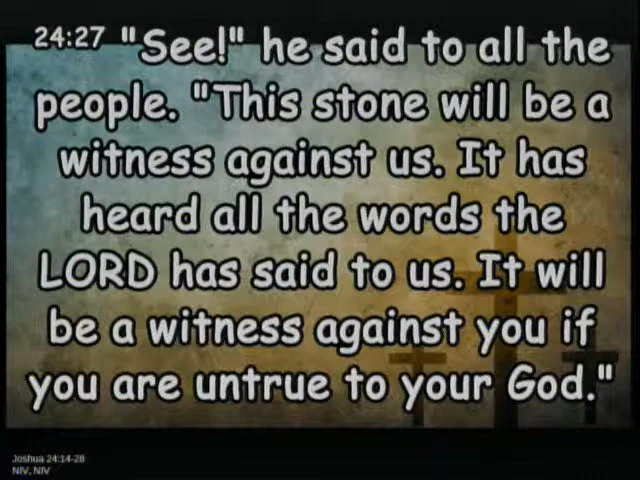 24:27 "See!" he said to all the
people. "This stone will be a
witness against us. It has
heard all the words the
LORD has said to us. It will
be a witness against you if
you are untrue to your God."
Joshua 24:14-28
NIV, NIV